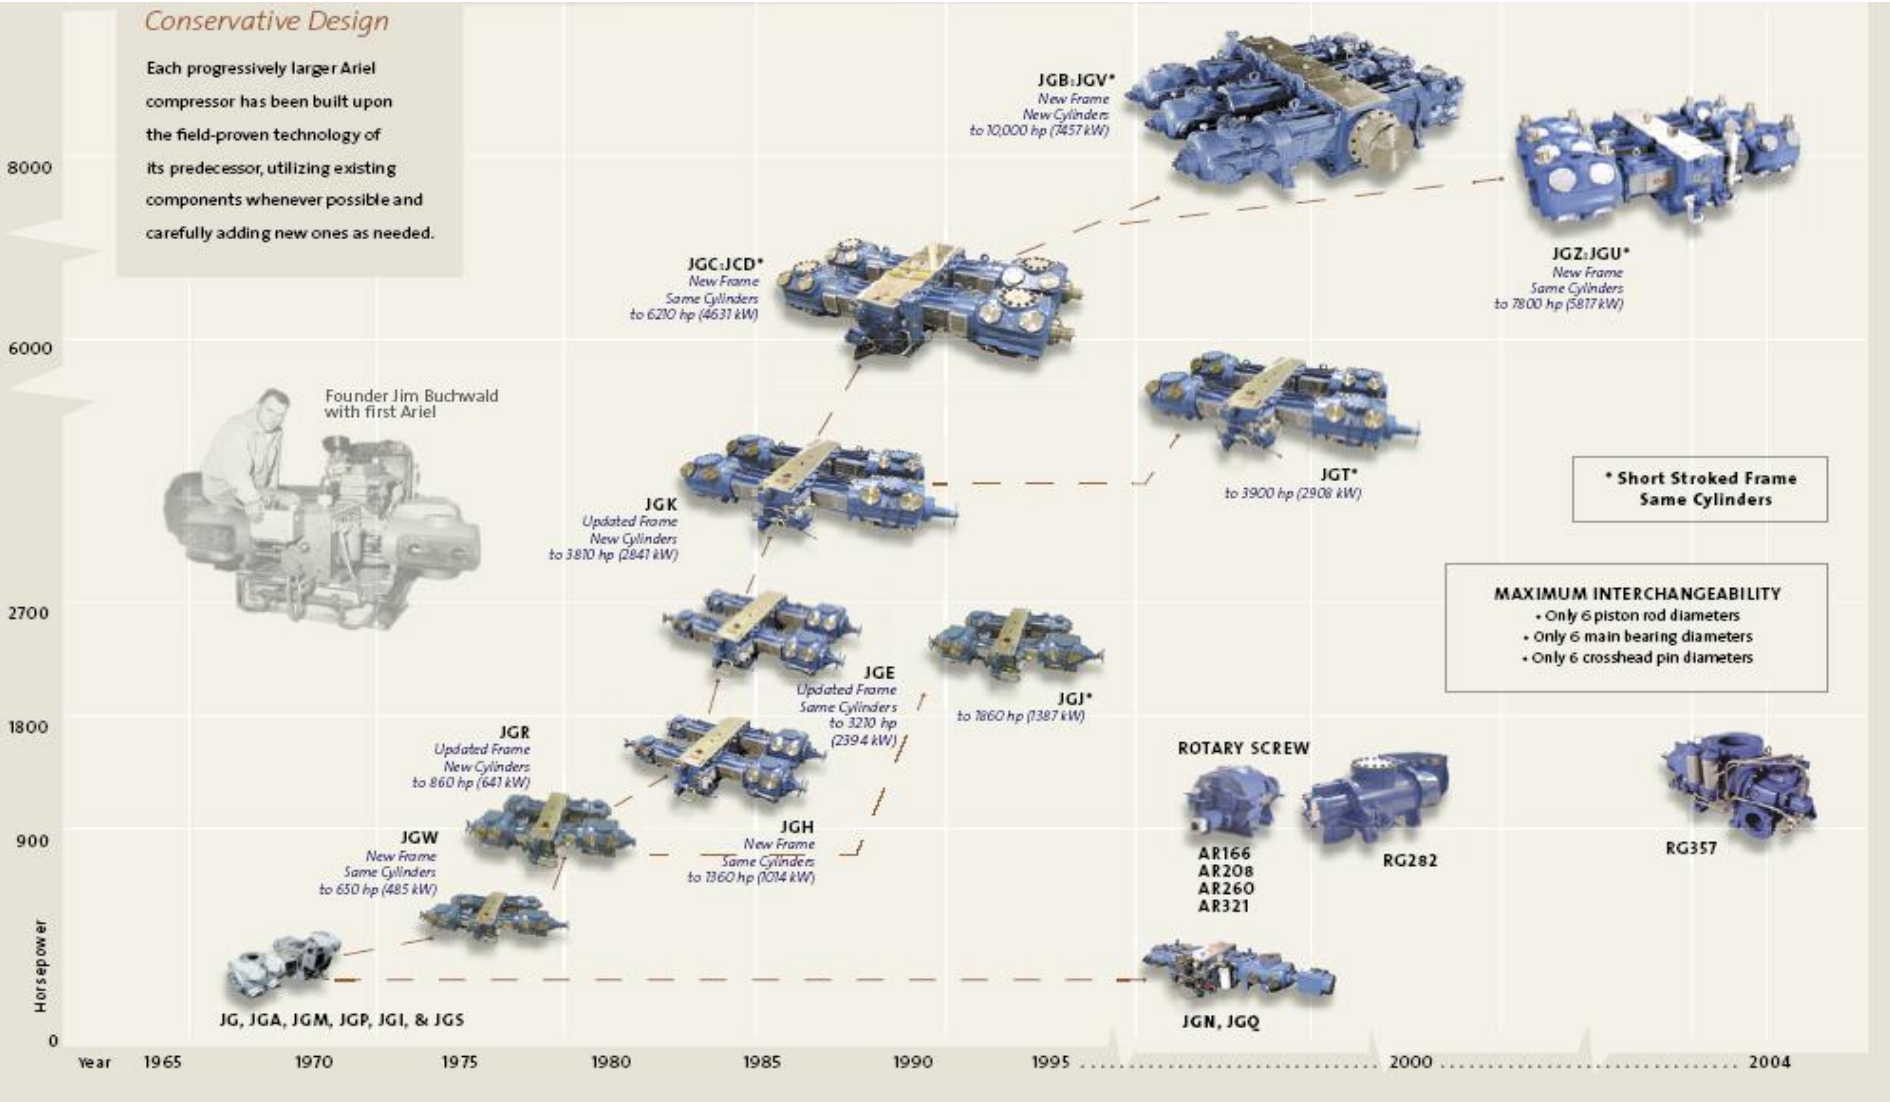 Conservative Design
Each progressively larger Ariel
compressor has been built upon
the field-proven technology of
its predecessor, utilizing existing
components whenever possible and
carefully adding new ones as needed.
JGB:JGV*
New Frame
New Cylinders
to 10,000 hp (7457 kW)
JGZ:JGU*
New Frame
Same Cylinders
to 7800 hp (5817 kW)
JGC:JCD*
New Frame
Same Cylinders
to 6210 hp (4631 kW)
Founder Jim Buchwald
with first Ariel
JGT*
to 3900 hp (2908 kW)
* Short Stroked Frame
Same Cylinders
JGK
Updated Frame
New Cylinders
to 3810 hp (2841 kW)
MAXIMUM INTERCHANGEABILITY
• Only 6 piston rod diameters
• Only 6 main bearing diameters
• Only 6 crosshead pin diameters
JGE
Updated Frame
Same Cylinders
to 3210 hp
(2394 kW)
JGJ*
to 1860 hp (1387 kW)
JGR
Updated Frame
New Cylinders
to 860 hp (641 kW)
JGH
New Frame
Same Cylinders
to 1360 hp (1014 kW)
JGW
New Frame
Same Cylinders
to 650 hp (485 kW)
ROTARY SCREW
AR166
AR208
AR260
AR321
RG282
RG357
JG, JGA, JGM, JGP, JGI, & JGS
JGN, JGQ
8000
6000
2700
1800
900
0
Horsepower
Year 1965 1970 1975 1980 1985 1990 1995 2000 2004